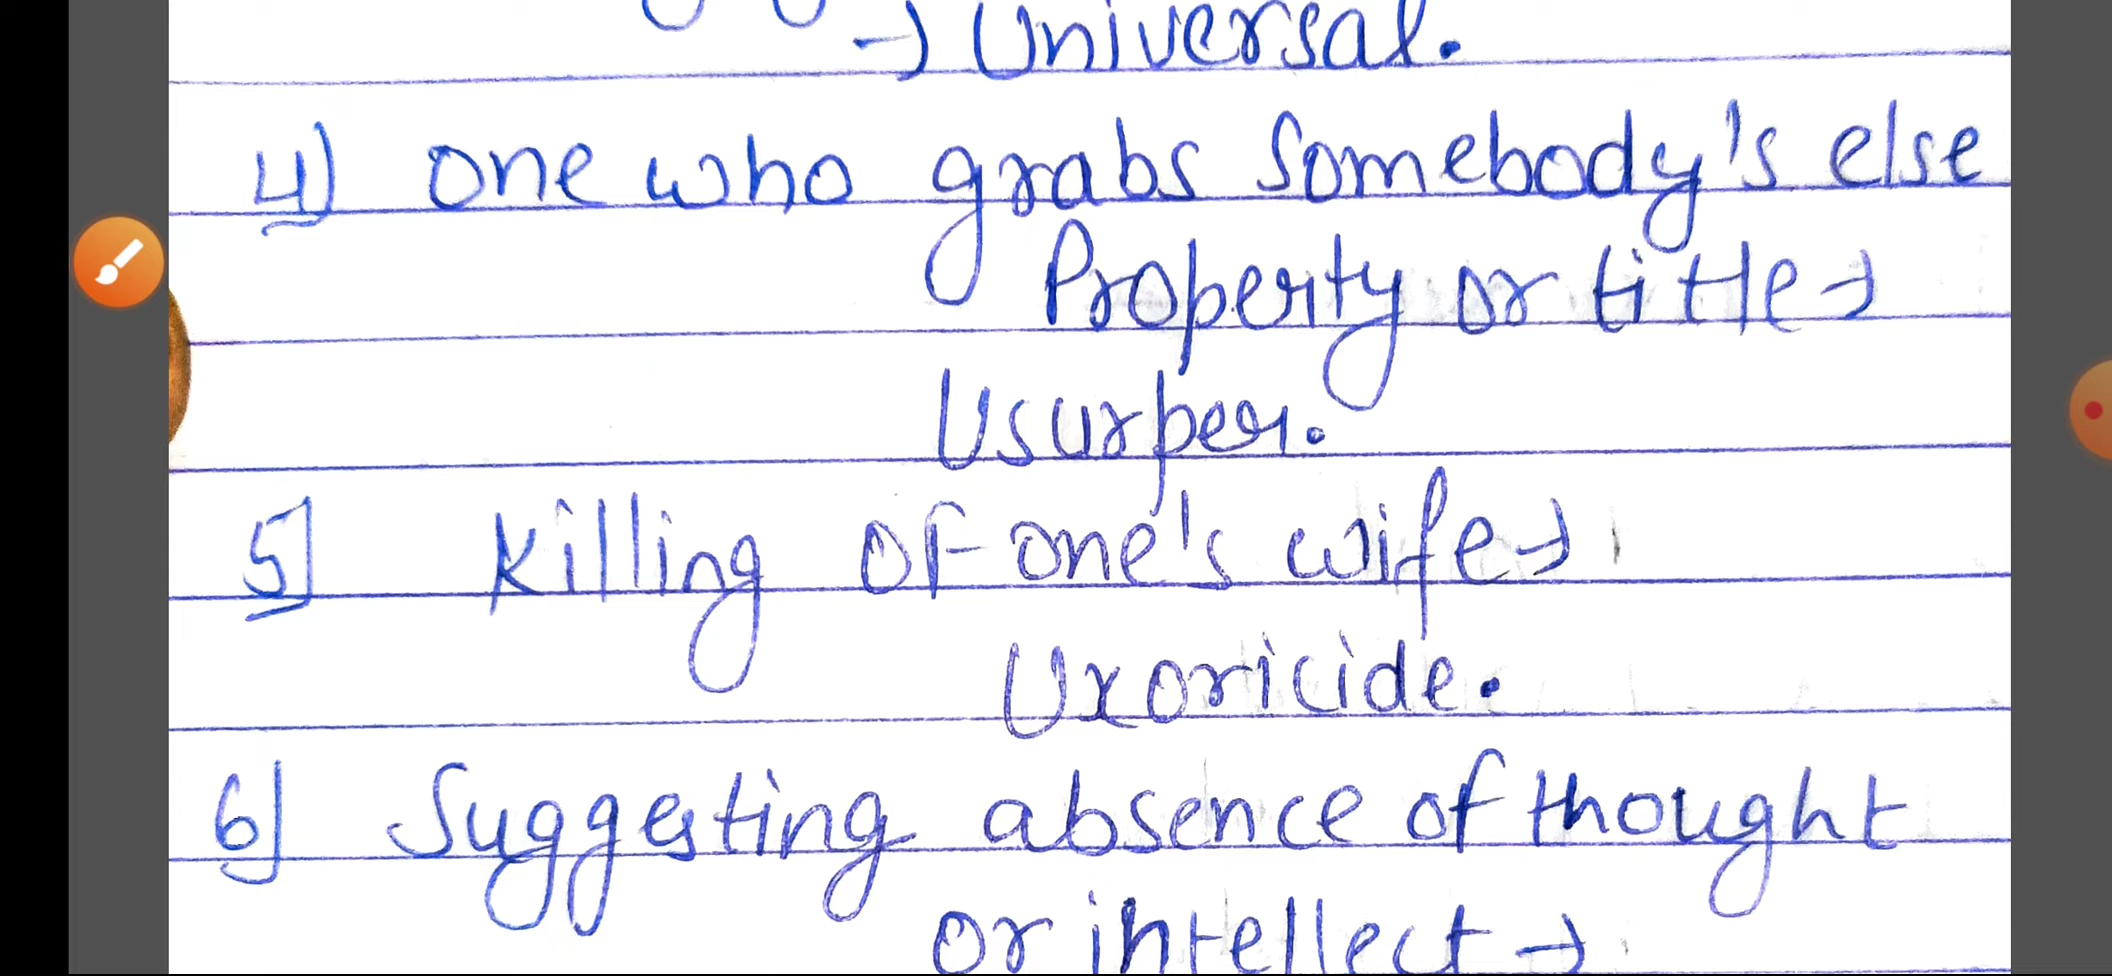 → Universal.
4) one who grabs Somebody's else
Property or title →
Usurper.
5] Killing of one's wife →
Uxoricide.
6] Suggesting absence of thought
or intellect →